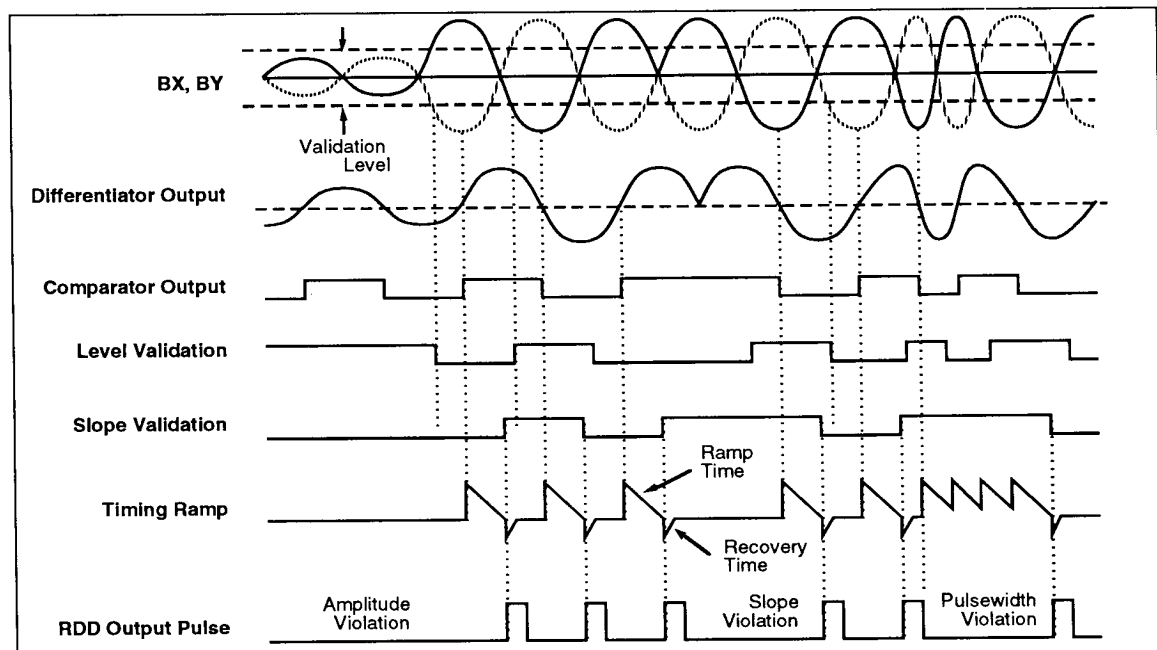 BX, BY
Validation
Level
Differentiator Output
Comparator Output
Level Validation
Slope Validation
Ramp
Time
Timing Ramp
Recovery
Time
Amplitude
Violation
Slope
Violation
Pulsewidth
Violation
RDD Output Pulse